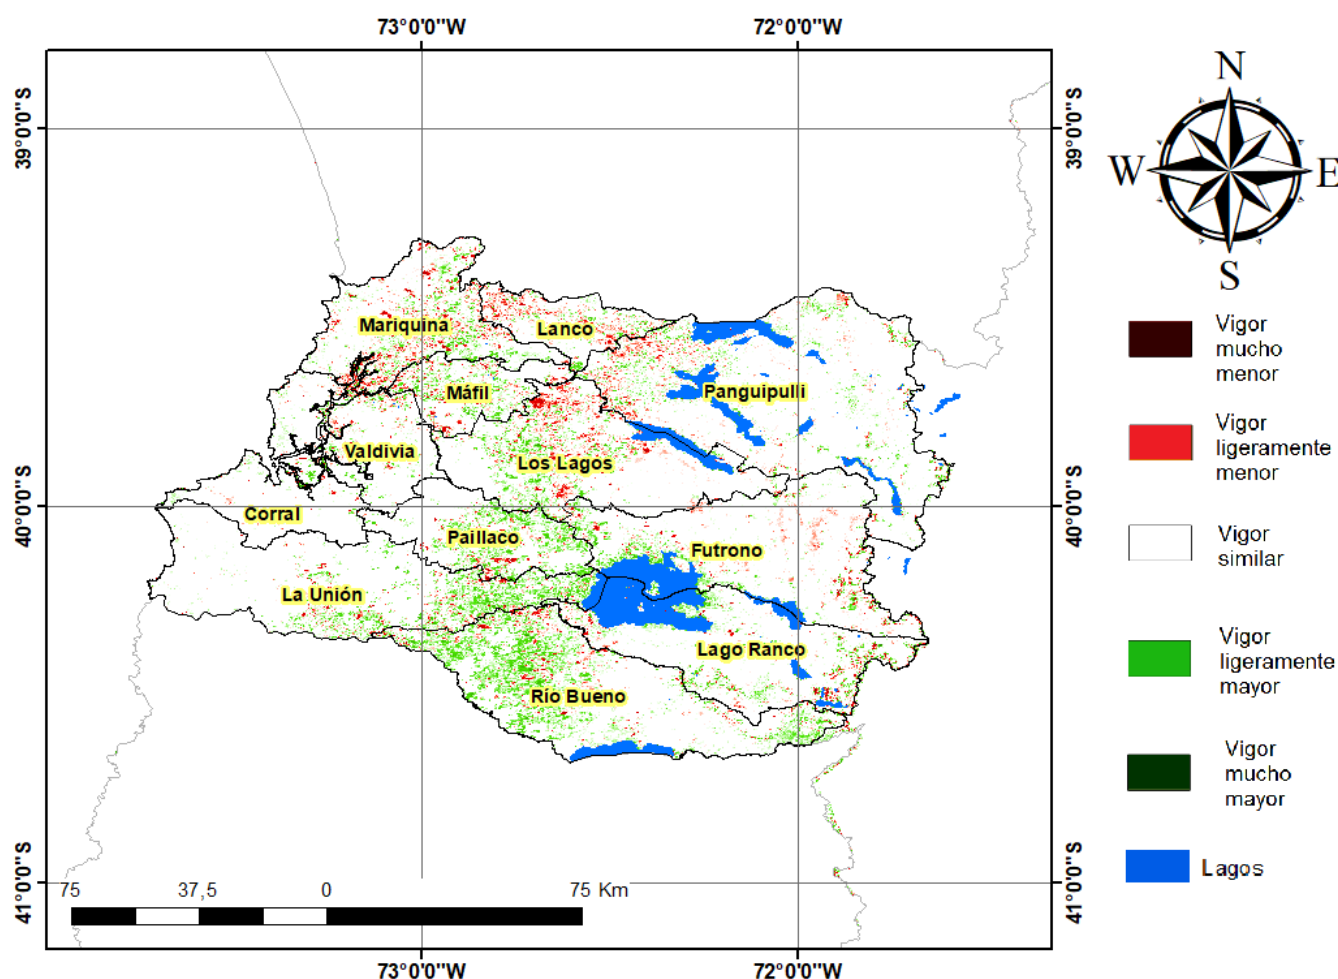 73°0'0"W
72°0'0"W
N
39°0'0"S
39°0'0"S
W
E
S
Mariquina
Lanco
Vigor
mucho
menor
Máfil
Panguipulli
Vigor
ligeramente
menor
Valdivia
Los Lagos
40°0'0"S
40°0'0"S
Corral
Paillaco
Futrono
Vigor
similar
La Unión
Lago Ranco
Vigor
ligeramente
mayor
Río Bueno
Vigor
mucho
mayor
Lagos
41°0'0"S
41°0'0"S
75
37,5
0
75 Km
73°0'0"W
72°0'0"W